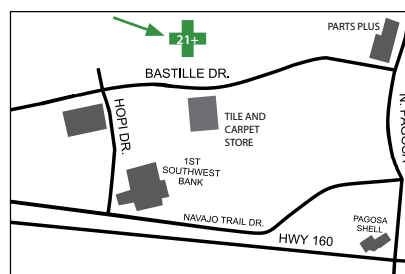 PARTS PLUS
21+
BASTILLE DR.
HOPI DR.
TILE AND
CARPET
STORE
N. PAGOSA
1ST
SOUTHWEST
BANK
NAVAJO TRAIL DR.
PAGOSA
SHELL
HWY 160